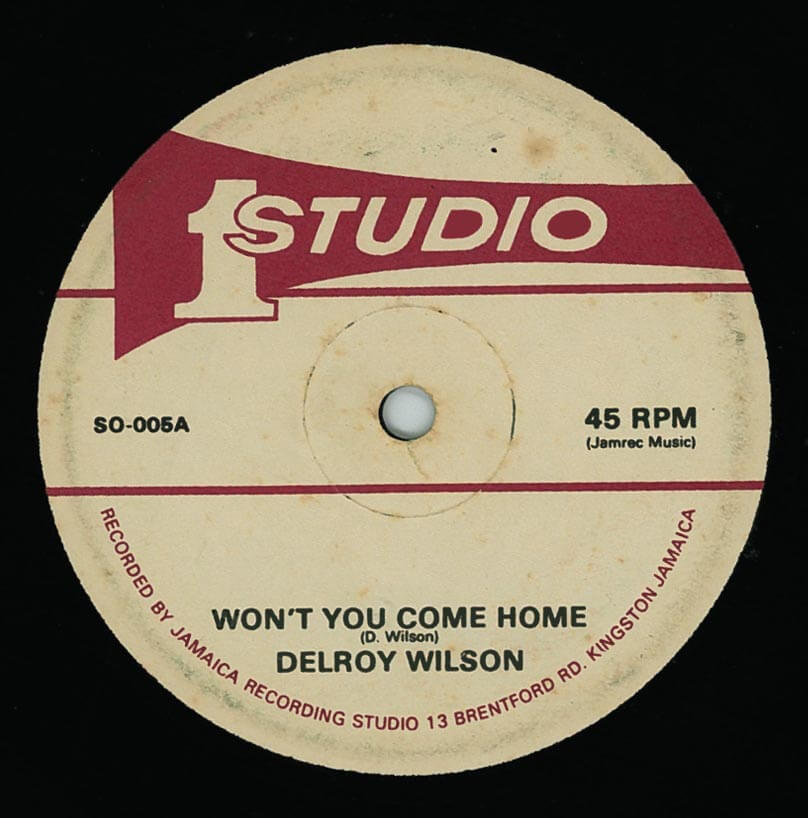 1 STUDIO
SO-005A
45 RPM
(Jamrec Music)
WON'T YOU COME HOME
(D. Wilson)
DELROY WILSON
RECORDED BY JAMAICA RECORDING STUDIO 13 BRENTFORD RD. KINGSTON JAMAICA